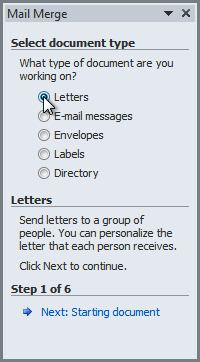 Mail Merge
Select document type
What type of document are you
working on?
Letters
E-mail messages
Envelopes
Labels
Directory
Letters
Send letters to a group of
people. You can personalize the
letter that each person receives.
Click Next to continue.
Step 1 of 6
Next: Starting document